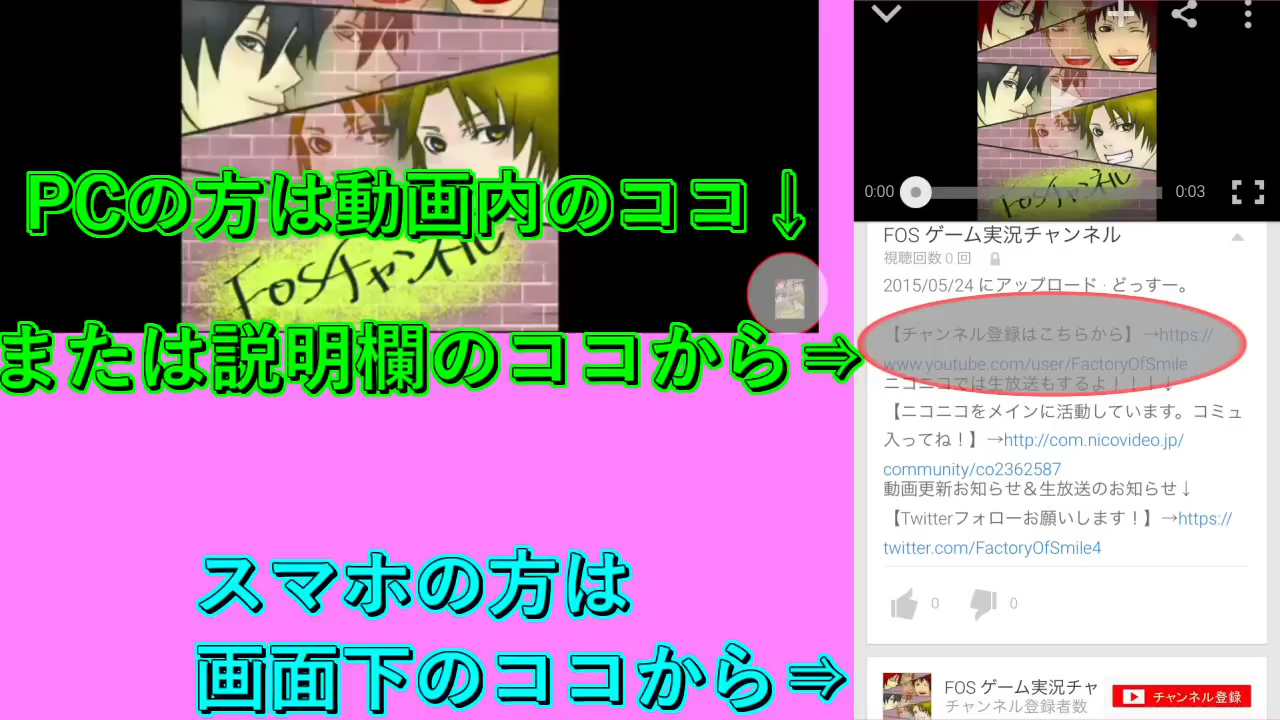 FOSチャンネル
PCの方は動画内のココ↓
または説明欄のココから⇒
スマホの方は
画面下のココから⇒
FOSチャンネル
0:00
0:03
FOS ゲーム実況チャンネル
視聴回数 0 回
2015/05/24 にアップロード · どっすー。
【チャンネル登録はこちらから】 →https://
www.youtube.com/user/FactoryOfSmile
ニコニコでは生放送もするよ！！！↓
【ニコニコをメインに活動しています。コミュ
入ってね！】→http://com.nicovideo.jp/
community/co2362587
動画更新お知らせ＆生放送のお知らせ↓
【Twitterフォローお願いします！】→https://
twitter.com/FactoryOfSmile4
0
0
FOS ゲーム実況チャ
チャンネル登録者数
チャンネル登録